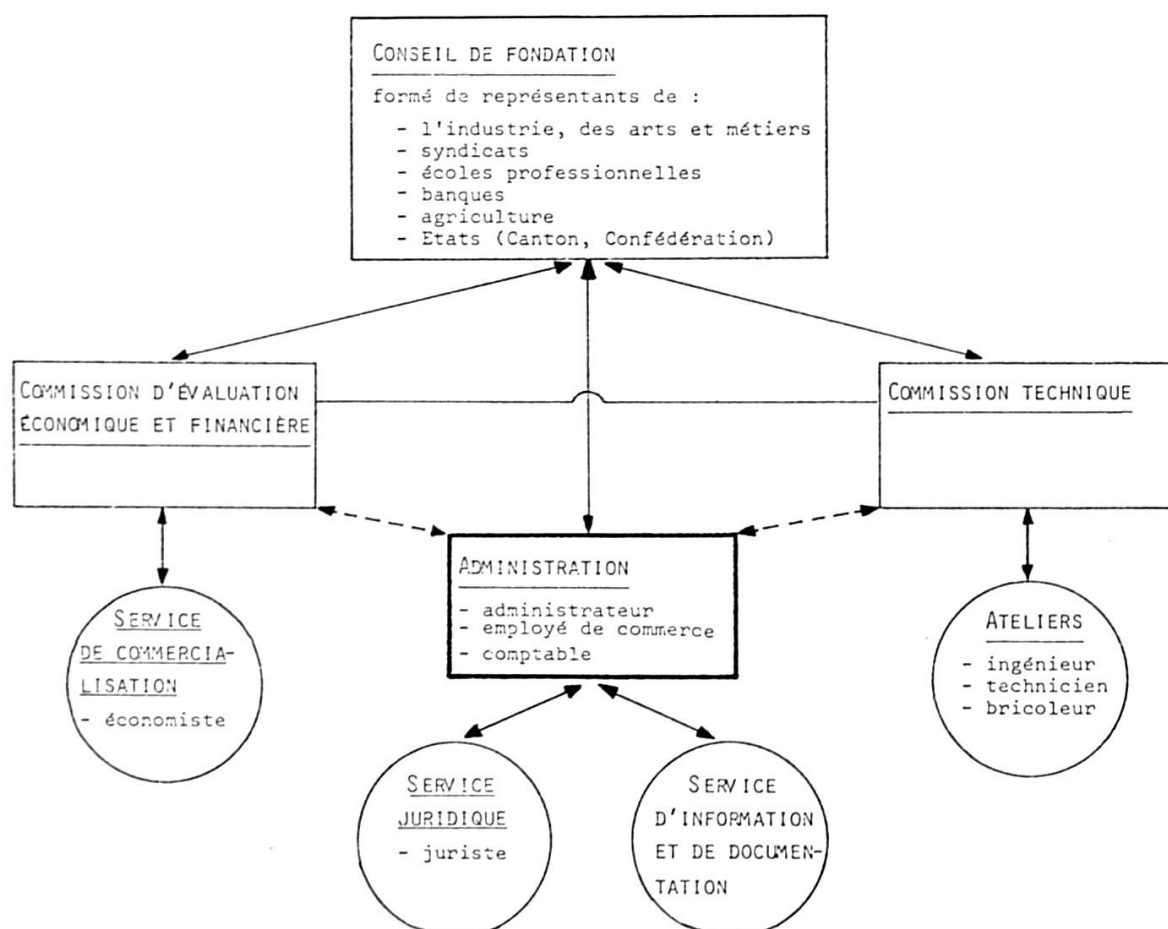 CONSEIL DE FONDATION
formé de représentants de :
- l'industrie, des arts et métiers
- syndicats
- écoles professionnelles
- banques
- agriculture
- Etats (Canton, Confédération)
COMMISSION D'ÉVALUATION
ÉCONOMIQUE ET FINANCIÈRE
COMMISSION TECHNIQUE
ADMINISTRATION
- administrateur
- employé de commerce
- comptable
SERVICE
DE COMMERCIA-
LISATION
- économiste
ATELIERS
- ingénieur
- technicien
- bricoleur
SERVICE
JURIDIQUE
- juriste
SERVICE
D'INFORMATION
ET DE DOCUMEN-
TATION